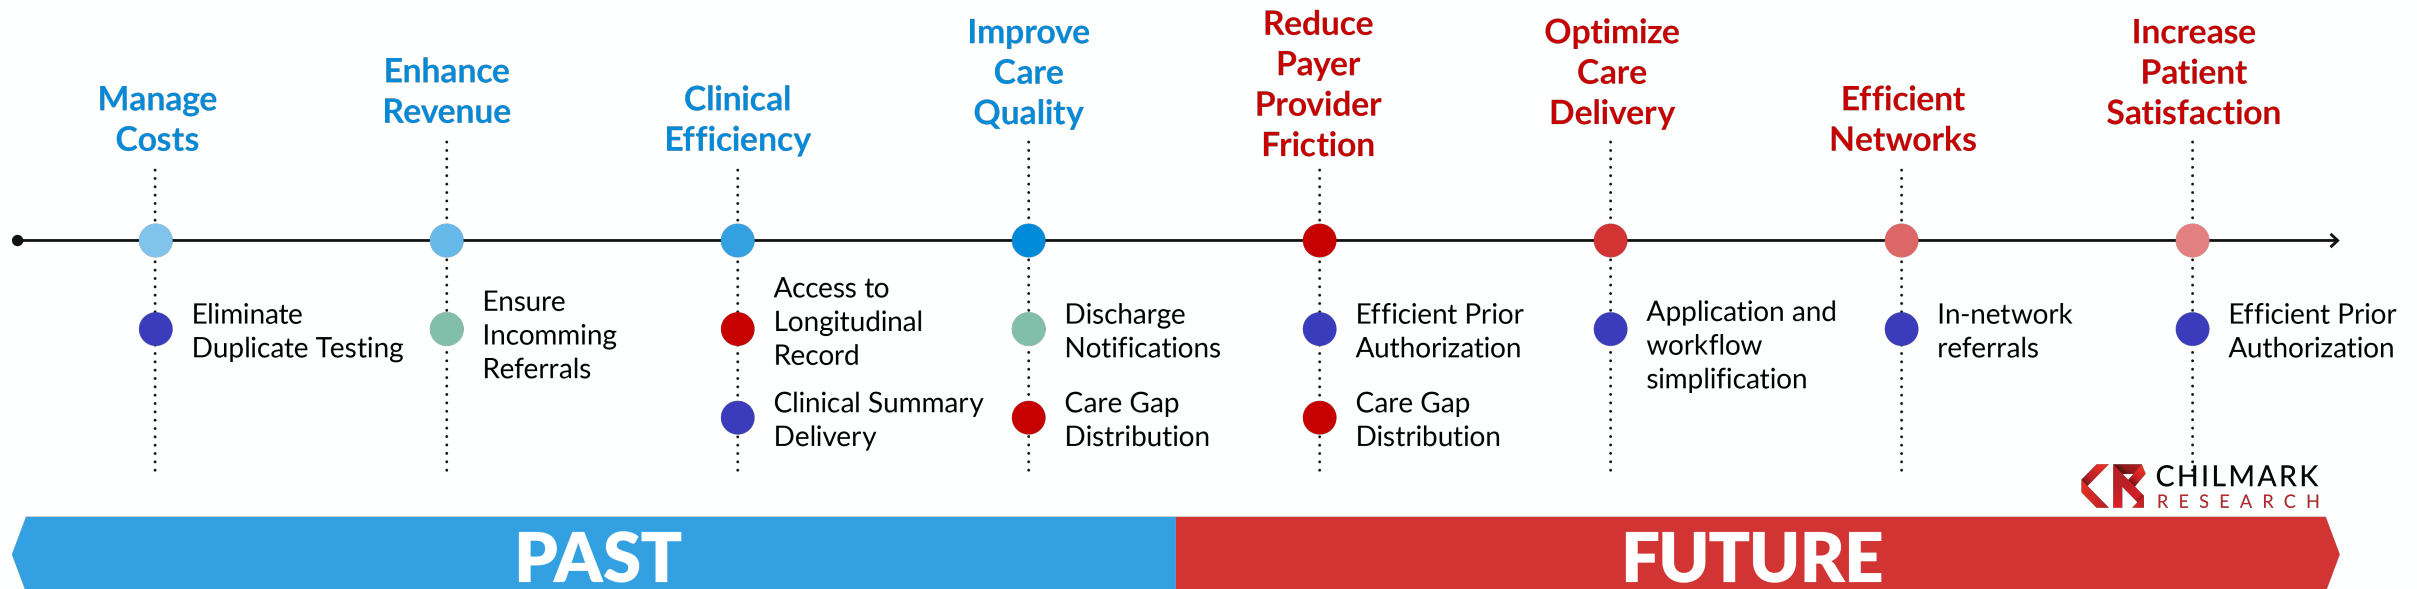 Manage
Costs
Enhance
Revenue
Clinical
Efficiency
Improve
Care
Quality
Reduce
Payer
Provider
Friction
Optimize
Care
Delivery
Efficient
Networks
Increase
Patient
Satisfaction
Eliminate
Duplicate Testing
Ensure
Incomming
Referrals
Access to
Longitudinal
Record
Clinical Summary
Delivery
Discharge
Notifications
Care Gap
Distribution
Efficient Prior
Authorization
Care Gap
Distribution
Application and
workflow
simplification
In-network
referrals
Efficient Prior
Authorization
CHILMARK
RESEARCH
PAST
FUTURE